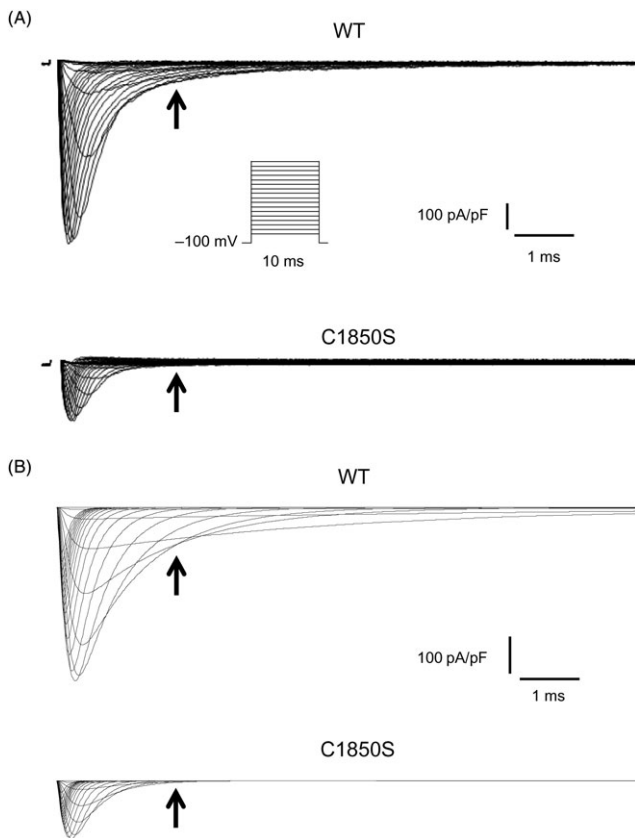 (A)
WT
–100 mV
10 ms
100 pA/pF
1 ms
C1850S
(B)
WT
100 pA/pF
1 ms
C1850S